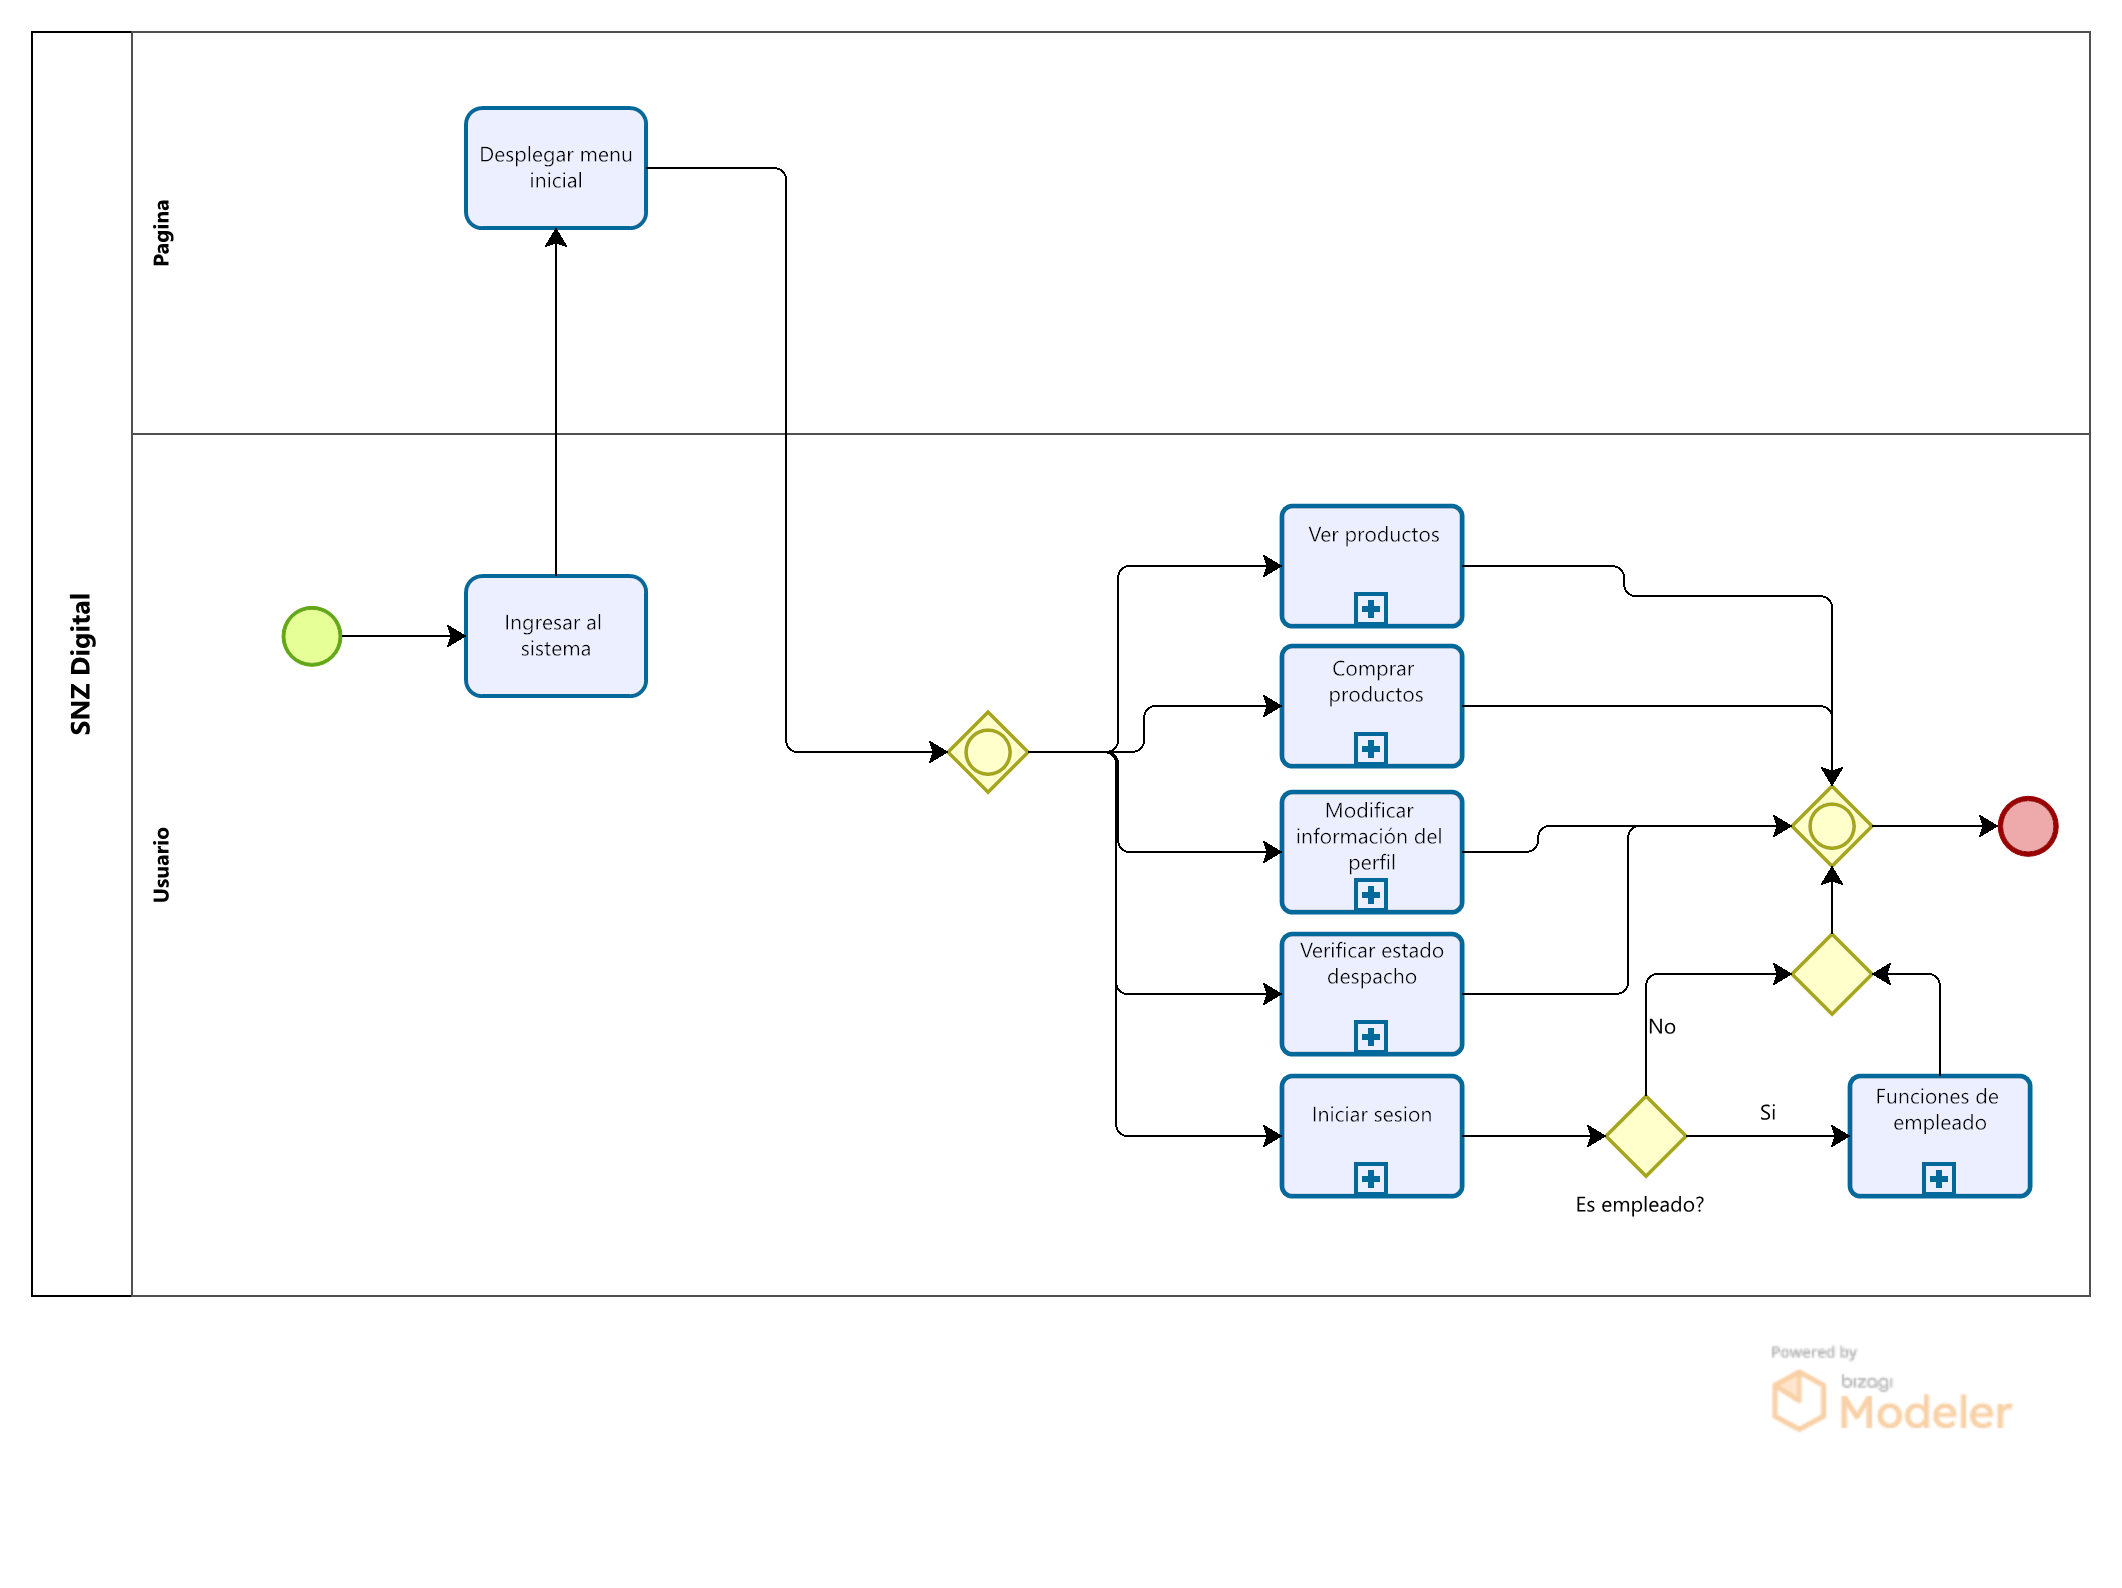 SNZ Digital
Pagina
Desplegar menu
inicial
Usuario
Ingresar al
sistema
Ver productos
Comprar
productos
Modificar
información del
perfil
Verificar estado
despacho
Iniciar sesion
No
Si
Es empleado?
Funciones de
empleado
Powered by
bizagi
Modeler